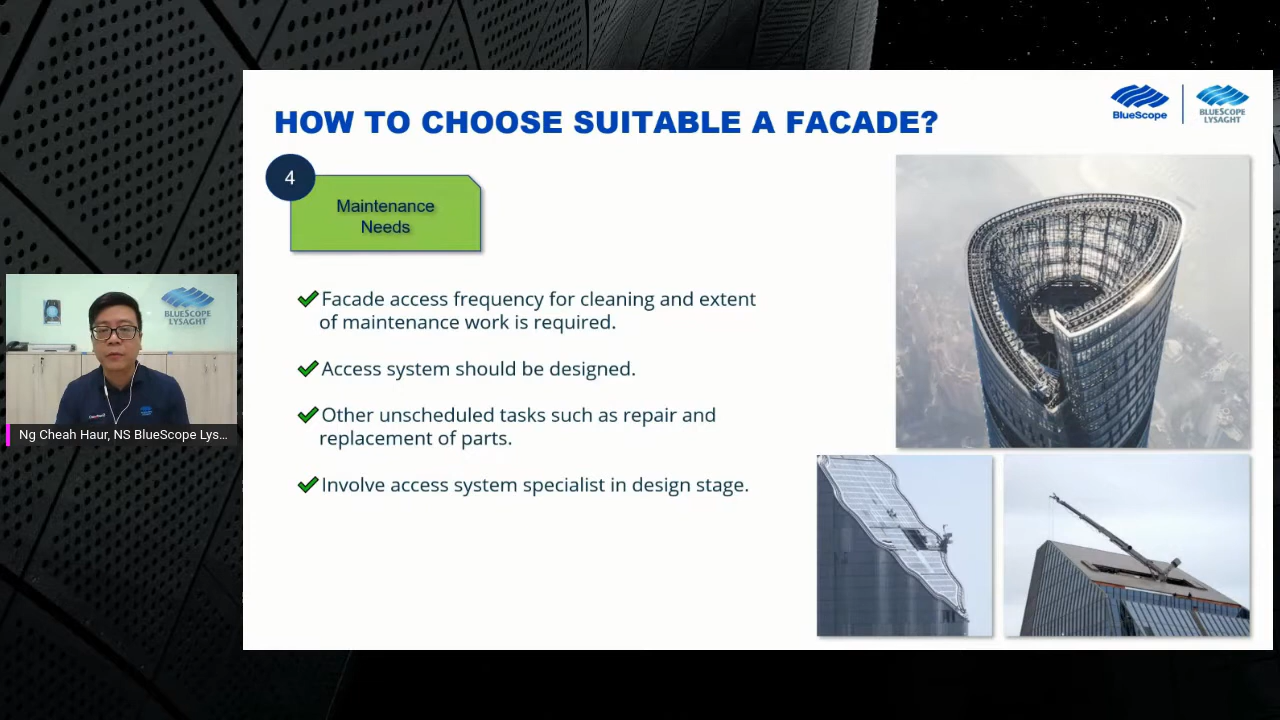 HOW TO CHOOSE SUITABLE A FACADE?
BlueScope
BLUESCOPE
LYSAGHT
4
Maintenance
Needs
Facade access frequency for cleaning and extent
of maintenance work is required.
Access system should be designed.
Other unscheduled tasks such as repair and
replacement of parts.
Involve access system specialist in design stage.
BLUESCOPE
LYSAGHT
Ng Cheah Haur, NS BlueScope Lys...